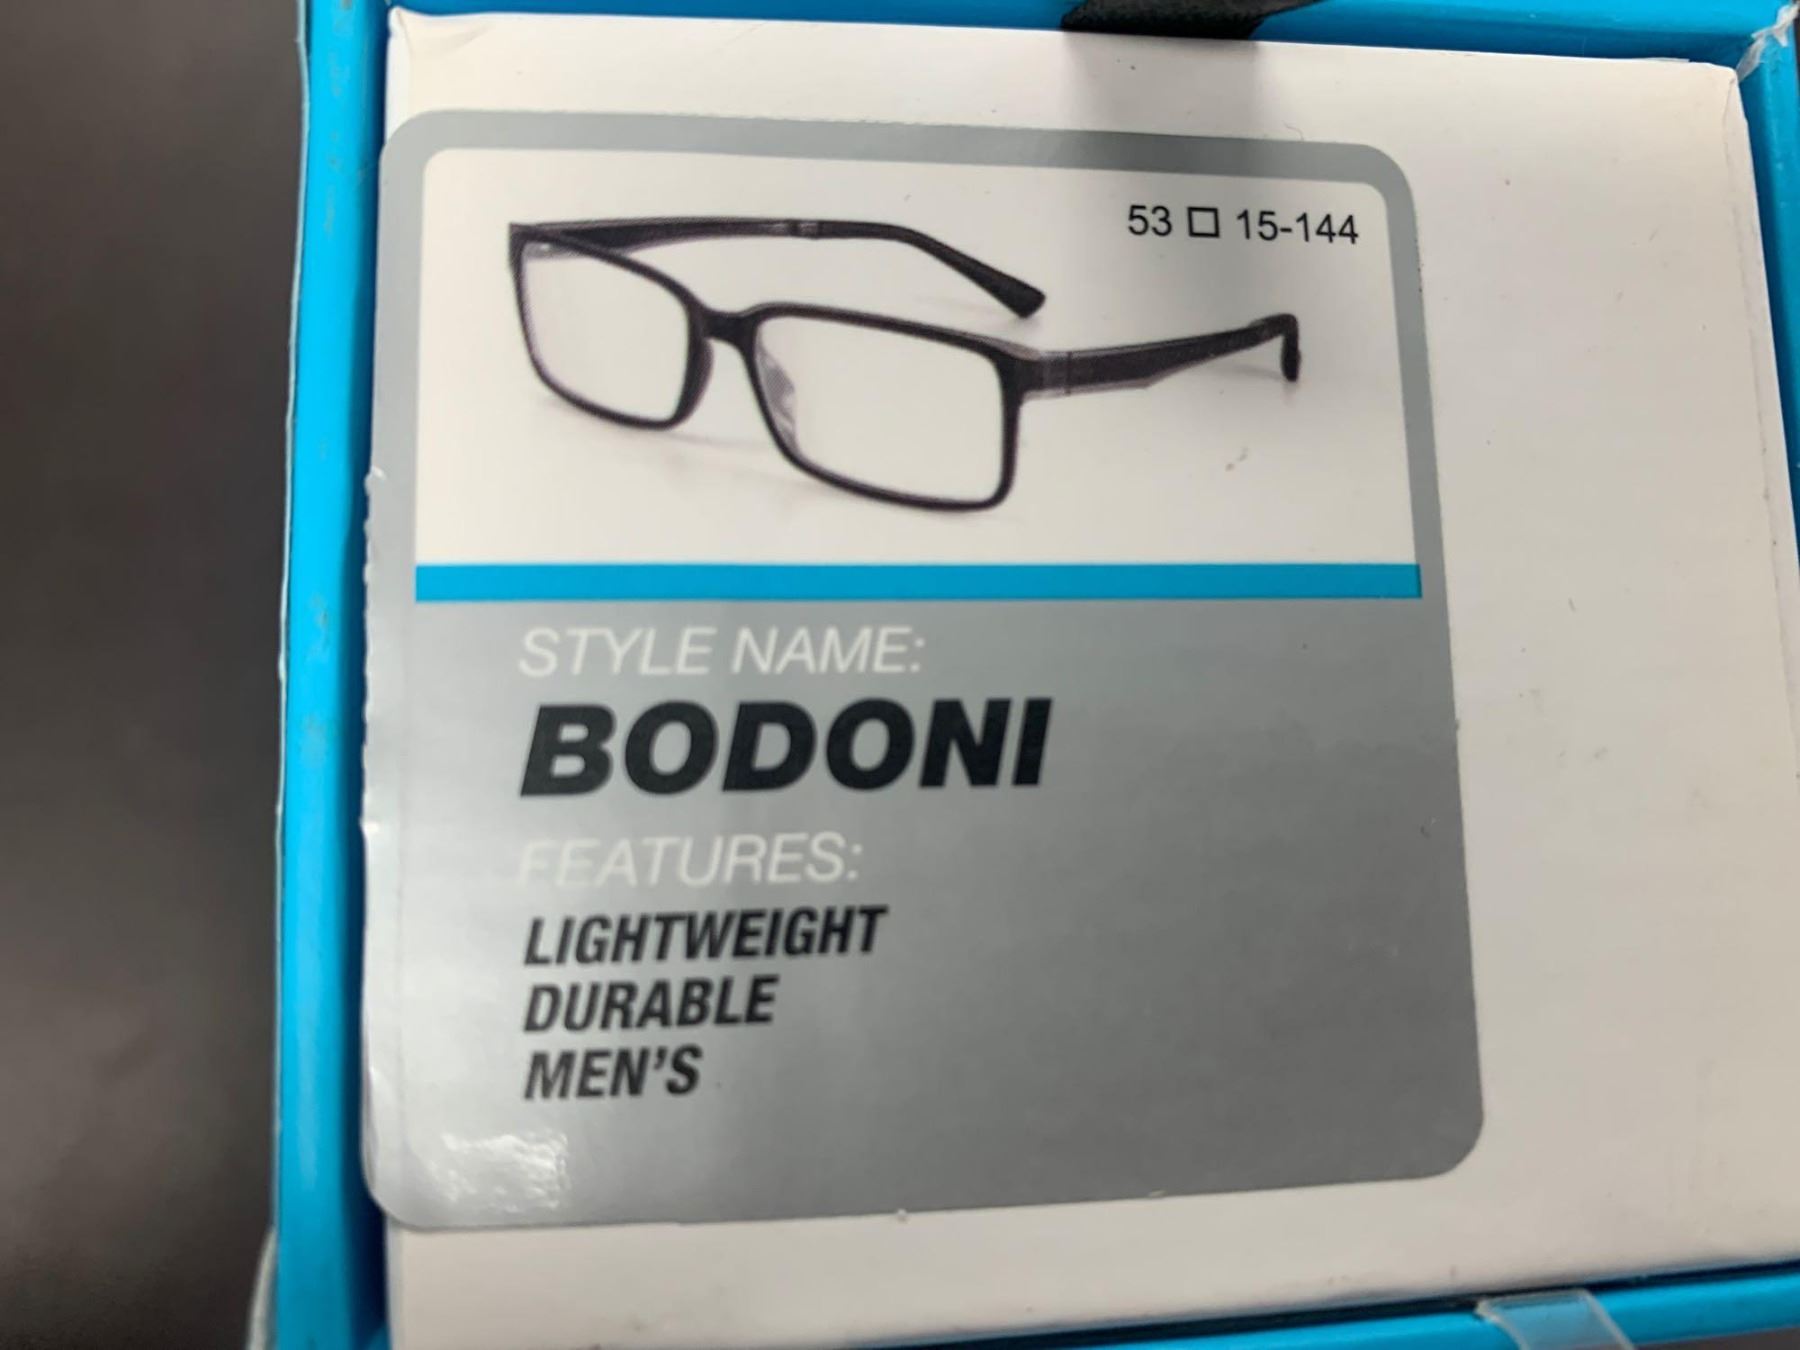 53 □ 15-144
STYLE NAME:
BODONI
FEATURES:
LIGHTWEIGHT
DURABLE
MEN'S